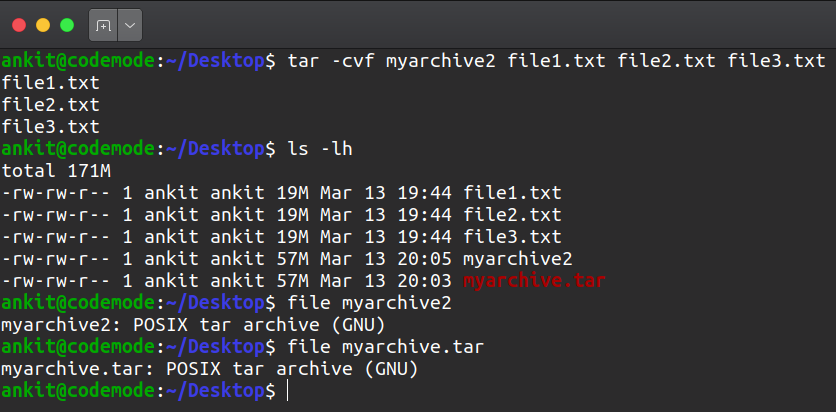 ankit@codemode:~/Desktop$ tar -cvf myarchive2 file1.txt file2.txt file3.txt
file1.txt
file2.txt
file3.txt
ankit@codemode:~/Desktop$ ls -lh
total 171M
-rw-rw-r-- 1 ankit ankit 19M Mar 13 19:44 file1.txt
-rw-rw-r-- 1 ankit ankit 19M Mar 13 19:44 file2.txt
-rw-rw-r-- 1 ankit ankit 19M Mar 13 19:44 file3.txt
-rw-rw-r-- 1 ankit ankit 57M Mar 13 20:05 myarchive2
-rw-rw-r-- 1 ankit ankit 57M Mar 13 20:03 myarchive.tar
ankit@codemode:~/Desktop$ file myarchive2
myarchive2: POSIX tar archive (GNU)
ankit@codemode:~/Desktop$ file myarchive.tar
myarchive.tar: POSIX tar archive (GNU)
ankit@codemode:~/Desktop$